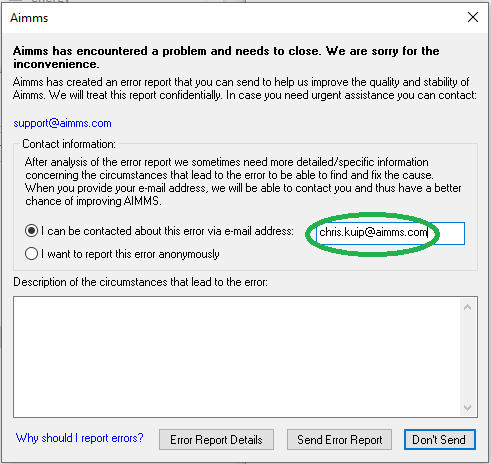 Aimms
Aimms has encountered a problem and needs to close. We are sorry for the
inconvenience.
Aimms has created an error report that you can send to help us improve the quality and stability of
Aimms. We will treat this report confidentially. In case you need urgent assistance you can contact:
support@aimms.com
Contact information:
After analysis of the error report we sometimes need more detailed/specific information
concerning the circumstances that lead to the error to be able to find and fix the cause.
When you provide your e-mail address, we will be able to contact you and thus have a better
chance of improving AIMMS.
I can be contacted about this error via e-mail address: chris.kuip@aimms.com
I want to report this error anonymously
Description of the circumstances that lead to the error:
Why should I report errors? Error Report Details Send Error Report Don't Send